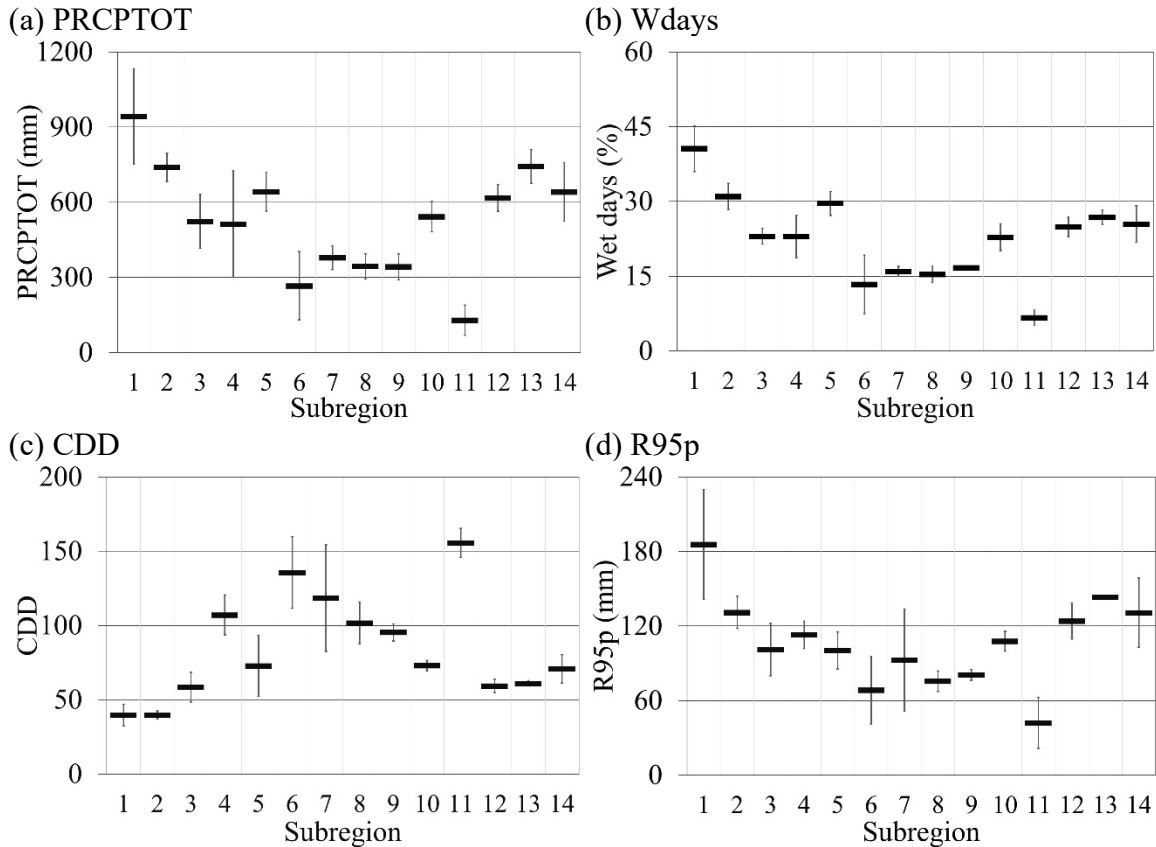 (a) PRCPTOT
1200
900
600
300
0
PRCPTOT (mm)
1 2 3 4 5 6 7 8 9 10 11 12 13 14
Subregion
(b) Wdays
60
45
30
15
0
Wet days (%)
1 2 3 4 5 6 7 8 9 10 11 12 13 14
Subregion
(c) CDD
200
150
100
50
0
CDD
1 2 3 4 5 6 7 8 9 10 11 12 13 14
Subregion
(d) R95p
240
180
120
60
0
R95p (mm)
1 2 3 4 5 6 7 8 9 10 11 12 13 14
Subregion